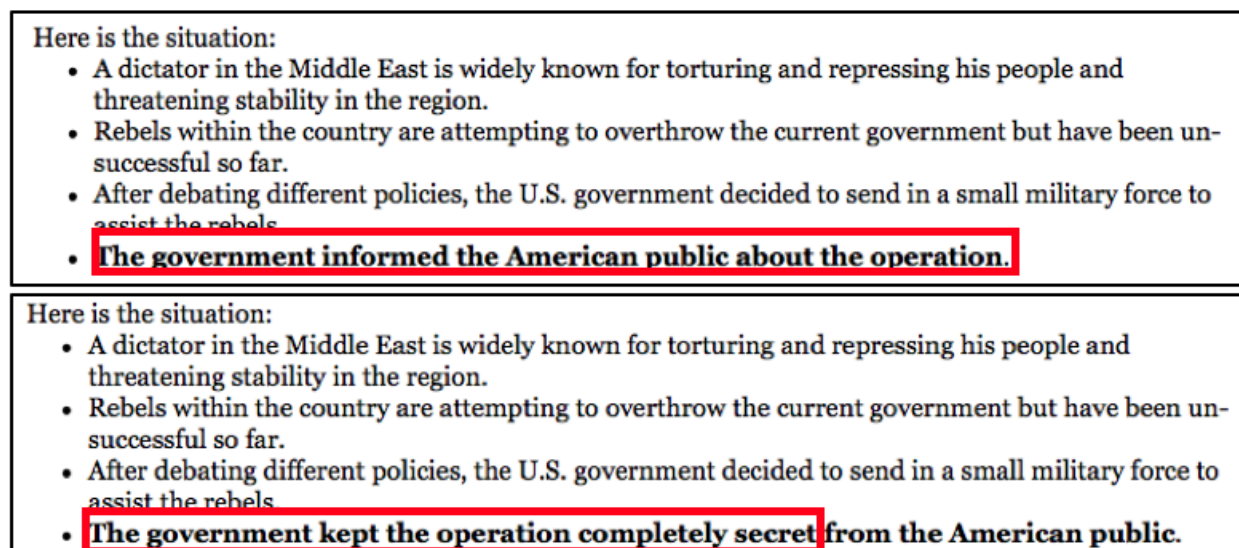 Here is the situation:
• A dictator in the Middle East is widely known for torturing and repressing his people and
threatening stability in the region.
• Rebels within the country are attempting to overthrow the current government but have been un-
successful so far.
• After debating different policies, the U.S. government decided to send in a small military force to
assist the rebels.
• The government informed the American public about the operation.
Here is the situation:
• A dictator in the Middle East is widely known for torturing and repressing his people and
threatening stability in the region.
• Rebels within the country are attempting to overthrow the current government but have been un-
successful so far.
• After debating different policies, the U.S. government decided to send in a small military force to
assist the rebels.
• The government kept the operation completely secret from the American public.